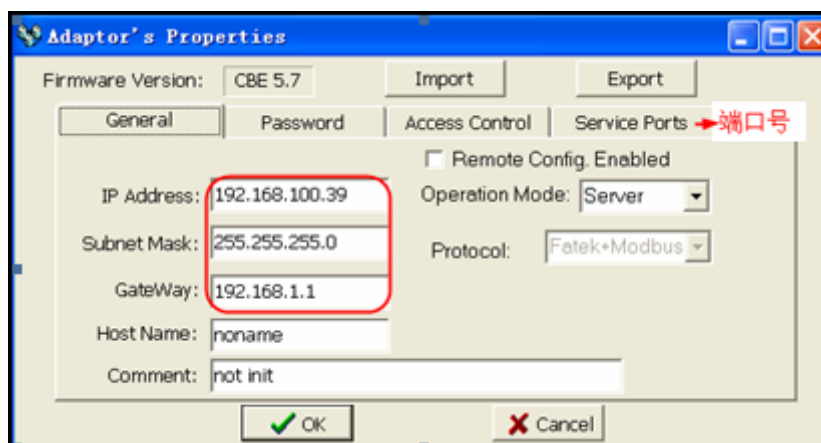 Adaptor's Properties
Firmware Version: CBE 5.7 Import Export
General Password Access Control Service Ports 端口号
Remote Config. Enabled
IP Address: 192.168.100.39 Operation Mode: Server
Subnet Mask: 255.255.255.0 Protocol: Fatek+Modbus
GateWay: 192.168.1.1
Host Name: noname
Comment: not init
OK Cancel